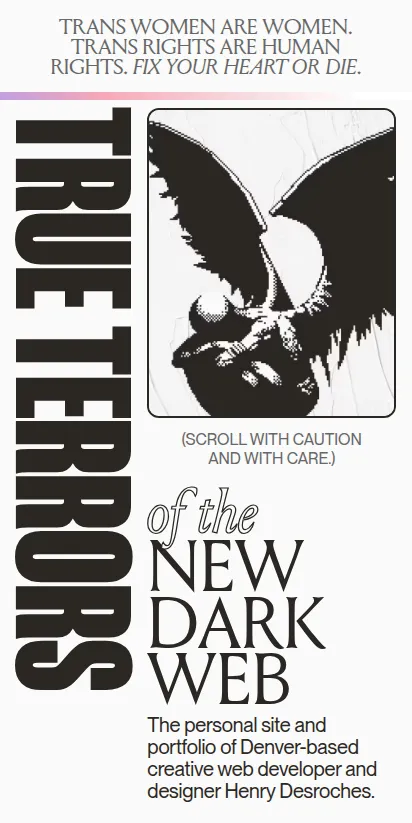 TRANS WOMEN ARE WOMEN.
TRANS RIGHTS ARE HUMAN
RIGHTS. FIX YOUR HEART OR DIE.
TRUE TERRORS
(SCROLL WITH CAUTION
AND WITH CARE.)
of the
NEW
DARK
WEB
The personal site and
portfolio of Denver-based
creative web developer and
designer Henry Desroches.